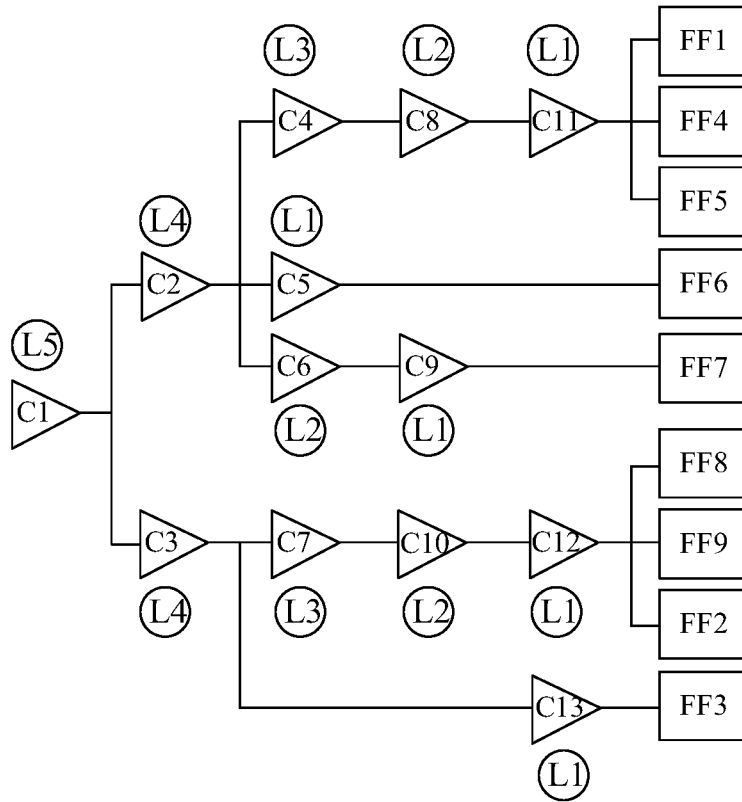 FF1
L3 L2 L1
C4 C8 C11 FF4
FF5
L4 L1
C2 C5 FF6
L5
C6 C9 FF7
C1
L2 L1
FF8
C3 C7 C10 C12 FF9
L4 L3 L2 L1
FF2
C13 FF3
L1